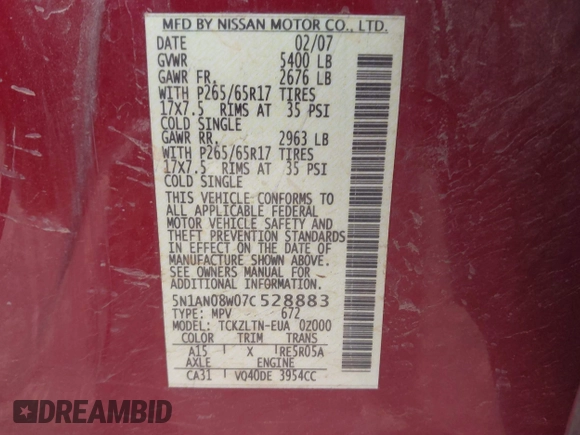 MFD BY NISSAN MOTOR CO., LTD.
DATE 02/07
GVWR 5400 LB
GAWR FR. 2676 LB
WITH P265/65R17 TIRES
17X7.5 RIMS AT 35 PSI
COLD SINGLE
GAWR RR. 2963 LB
WITH P265/65R17 TIRES
17X7.5 RIMS AT 35 PSI
COLD SINGLE
THIS VEHICLE CONFORMS TO
ALL APPLICABLE FEDERAL
MOTOR VEHICLE SAFETY AND
THEFT PREVENTION STANDARDS
IN EFFECT ON THE DATE OF
MANUFACTURE SHOWN ABOVE.
SEE OWNERS MANUAL FOR
ADDITIONAL INFORMATION.
5N1AN08W07C528883
TYPE: MPV 672
MODEL: TCKZLTN-EUA 0Z000
COLOR TRIM TRANS
A15 X RE5R05A
AXLE ENGINE
CA31 VQ40DE 3954CC
DREAMBID